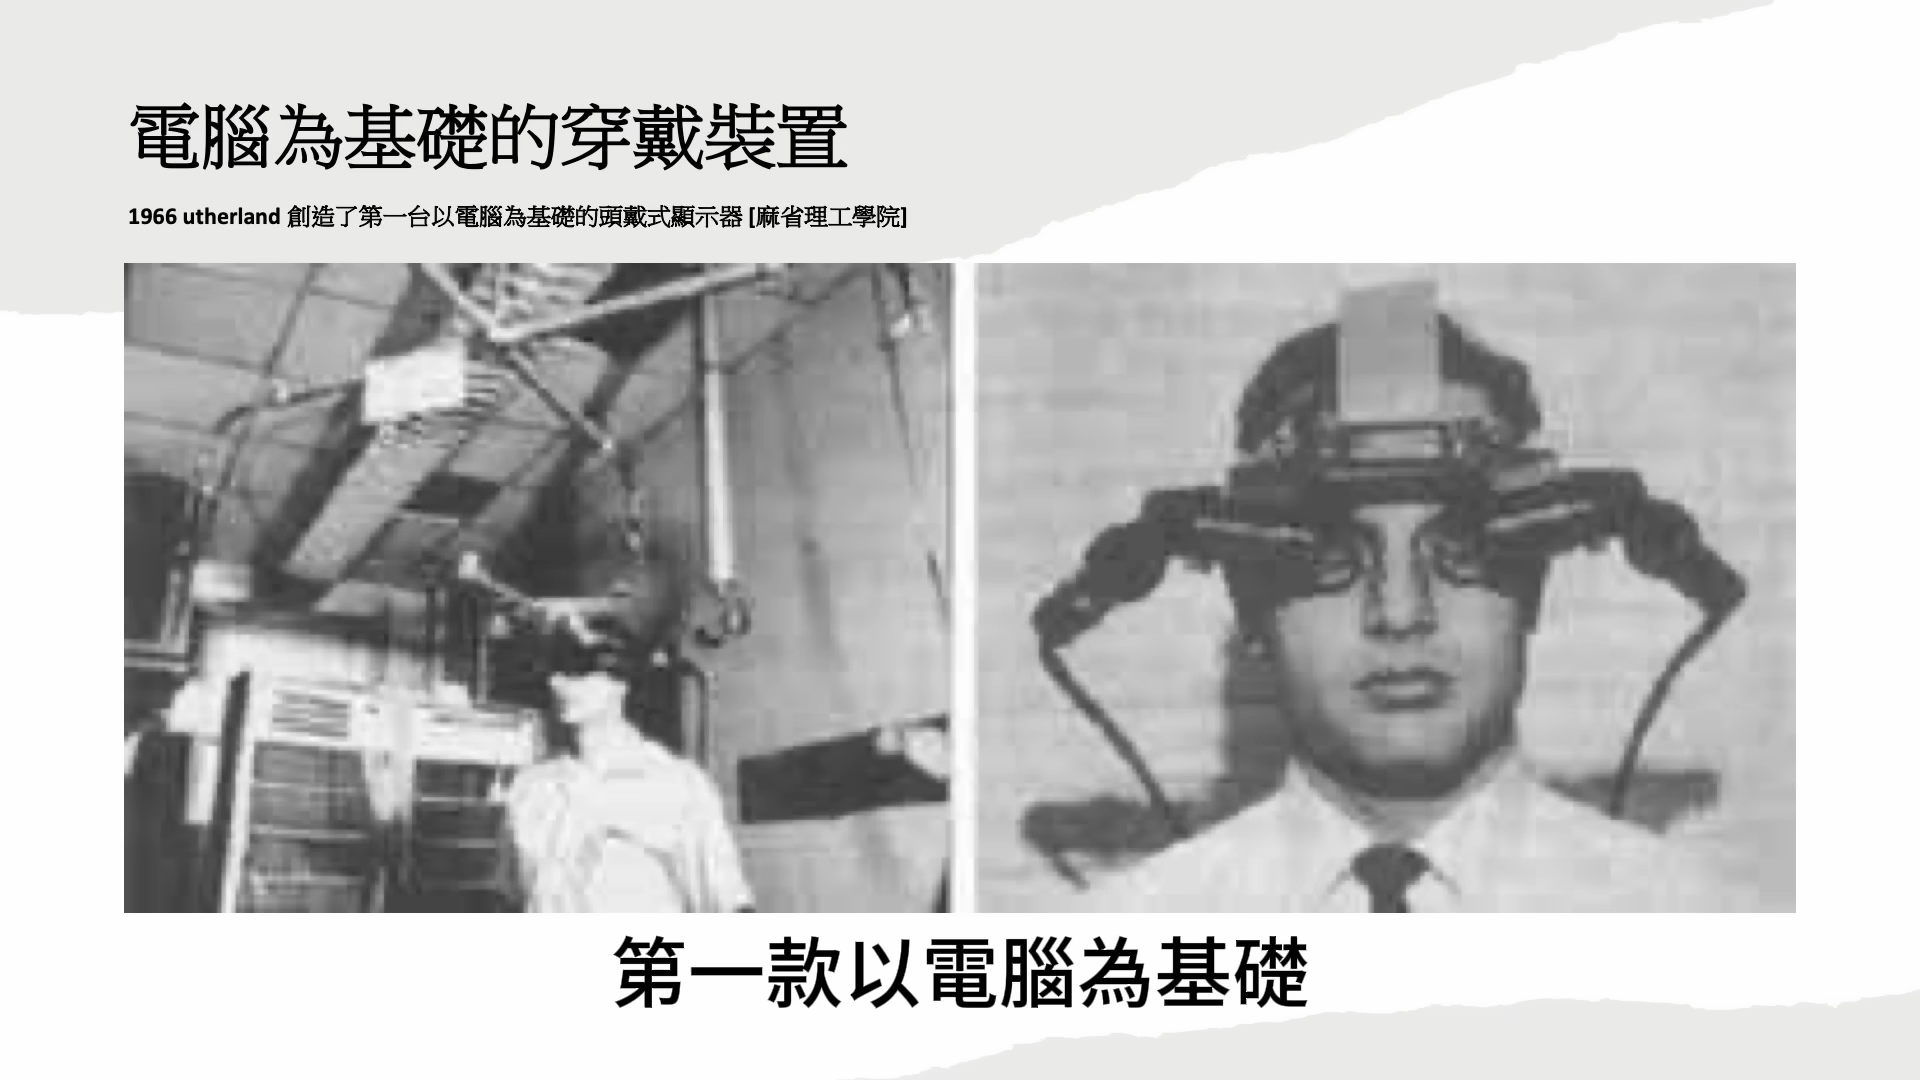 電腦為基礎的穿戴裝置
1966 utherland 創造了第一台以電腦為基礎的頭戴式顯示器 [麻省理工學院]
第一款以電腦為基礎